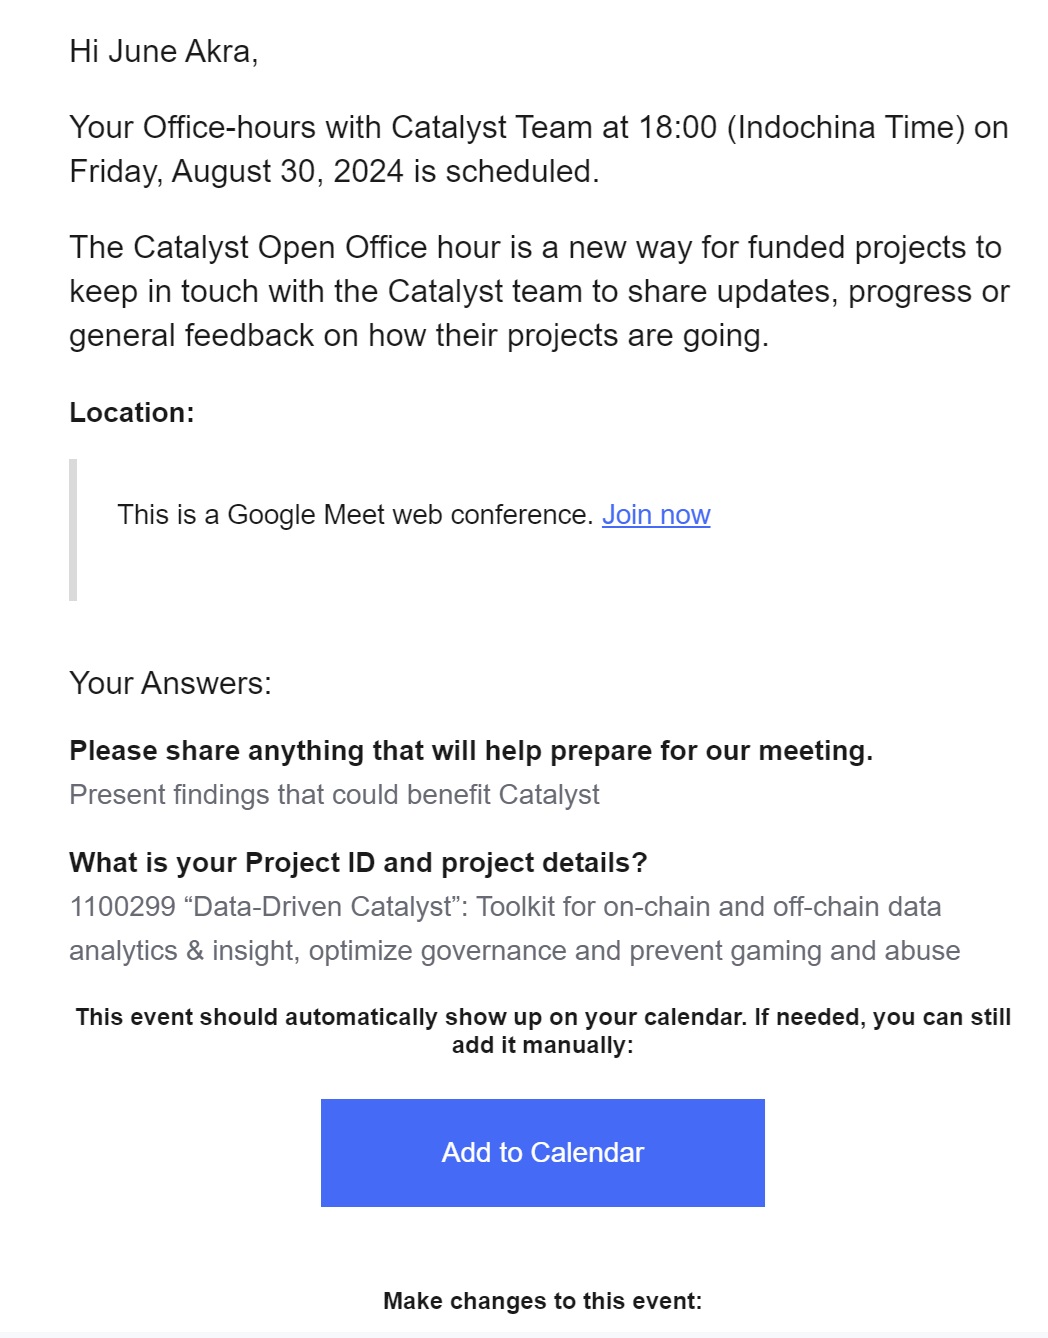 Hi June Akra,
Your Office-hours with Catalyst Team at 18:00 (Indochina Time) on
Friday, August 30, 2024 is scheduled.
The Catalyst Open Office hour is a new way for funded projects to
keep in touch with the Catalyst team to share updates, progress or
general feedback on how their projects are going.
Location:
This is a Google Meet web conference. Join now
Your Answers:
Please share anything that will help prepare for our meeting.
Present findings that could benefit Catalyst
What is your Project ID and project details?
1100299 “Data-Driven Catalyst”: Toolkit for on-chain and off-chain data
analytics & insight, optimize governance and prevent gaming and abuse
This event should automatically show up on your calendar. If needed, you can still
add it manually:
Add to Calendar
Make changes to this event: